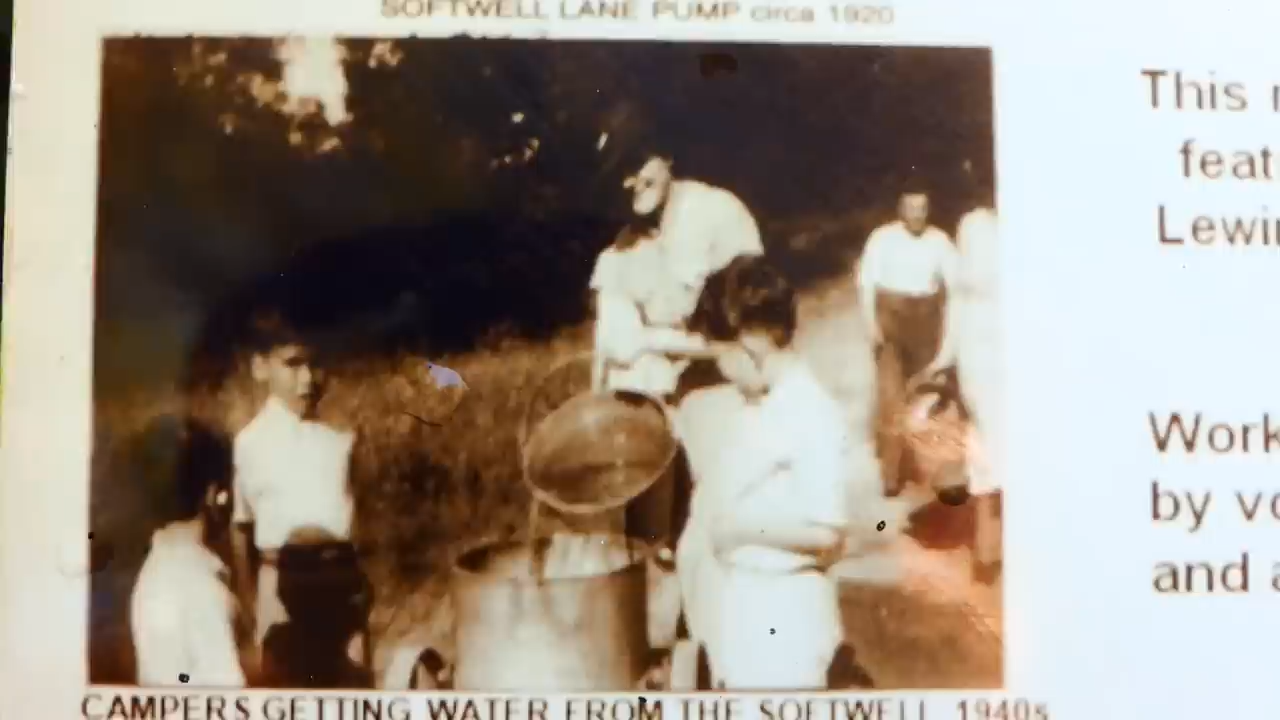 SOFTWELL LANE PUMP circa 1920
This
feat
Lewi
CAMPERS GETTING WATER FROM THE SOFTWELL 1940s
Work
by vo
and a